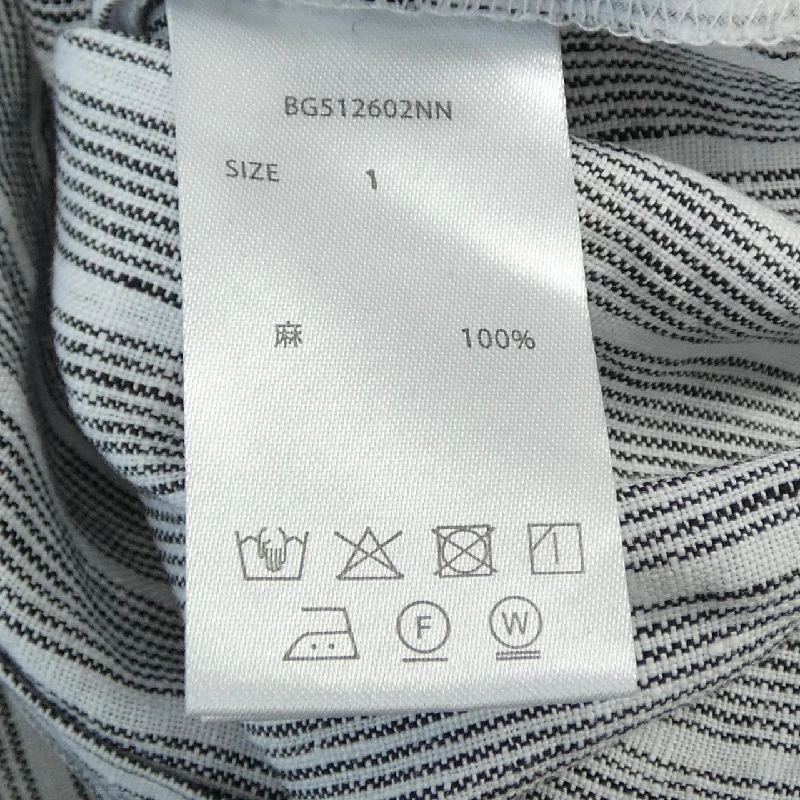 BG512602NN
SIZE 1
麻 100%
F W